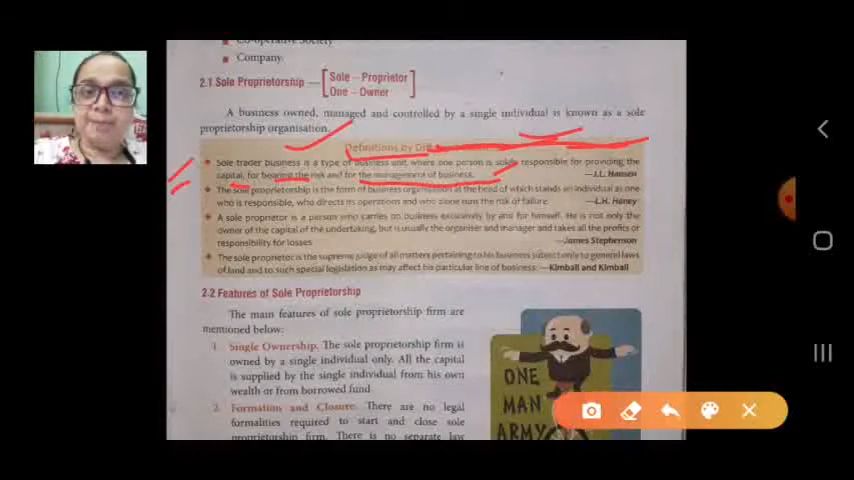 Co-operative Society
Company.
2.1 Sole Proprietorship — [Sole – Proprietor
One – Owner]
A business owned, managed and controlled by a single individual is known as a sole
proprietorship organisation.
Definitions by
Sole trader business is a type of business unit where one person is solely responsible for providing the
capital, for bearing the risk and for the management of business. —J.L. Hansen
The sole proprietorship is the form of business organisation at the head of which stands an individual as one
who is responsible, who directs its operations and who alone runs the risk of failure. —L.H. Haney
A sole proprietor is a person who carries on business exclusively by and for himself. He is not only the
owner of the capital of the undertaking, but is usually the organiser and manager and takes all the profits or
responsibility for losses —James Stephenson
The sole proprietor is the supreme judge of all matters pertaining to his business subject only to general laws
of land and to such special legislation as may affect his particular line of business. —Kimball and Kimball
2.2 Features of Sole Proprietorship
The main features of sole proprietorship firm are
mentioned below:
1. Single Ownership. The sole proprietorship firm is
owned by a single individual only. All the capital
is supplied by the single individual from his own
wealth or from borrowed fund.
2. Formation and Closure. There are no legal
formalities required to start and close sole
proprietorship firm. There is no separate law
ONE
MAN
ARMY